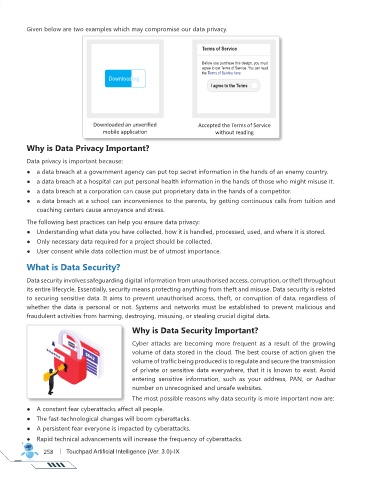 Given below are two examples which may compromise our data privacy.
Downloading
Terms of Service
Before use purchase this design, you must
agree to our Terms of Service. You can read
the Terms of Service here
I agree to the Terms
Downloaded an unverified
mobile application
Accepted the Terms of Service
without reading
Why is Data Privacy Important?
Data privacy is important because:
● a data breach at a government agency can put top secret information in the hands of an enemy country.
● a data breach at a hospital can put personal health information in the hands of those who might misuse it.
● a data breach at a corporation can cause put proprietary data in the hands of a competitor.
● a data breach at a school can inconvenience to the parents, by getting continuous calls from tuition and
coaching centers cause annoyance and stress.
The following best practices can help you ensure data privacy:
● Understanding what data you have collected, how it is handled, processed, used, and where it is stored.
● Only necessary data required for a project should be collected.
● User consent while data collection must be of utmost importance.
What is Data Security?
Data security involves safeguarding digital information from unauthorised access, corruption, or theft throughout
its entire lifecycle. Essentially, security means protecting anything from theft and misuse. Data security is related
to securing sensitive data. It aims to prevent unauthorised access, theft, or corruption of data, regardless of
whether the data is personal or not. Systems and networks must be established to prevent malicious and
fraudulent activities from harming, destroying, misusing, or stealing crucial digital data.
Why is Data Security Important?
Cyber attacks are becoming more frequent as a result of the growing
volume of data stored in the cloud. The best course of action given the
volume of traffic being produced is to regulate and secure the transmission
of private or sensitive data everywhere, that it is known to exist. Avoid
entering sensitive information, such as your address, PAN, or Aadhar
number on unrecognised and unsafe websites.
The most possible reasons why data security is more important now are:
● A constant fear cyberattacks affect all people.
● The fast-technological changes will boom cyberattacks.
● A persistent fear everyone is impacted by cyberattacks.
● Rapid technical advancements will increase the frequency of cyberattacks.
258 | Touchpad Artificial Intelligence (Ver. 3.0)-IX